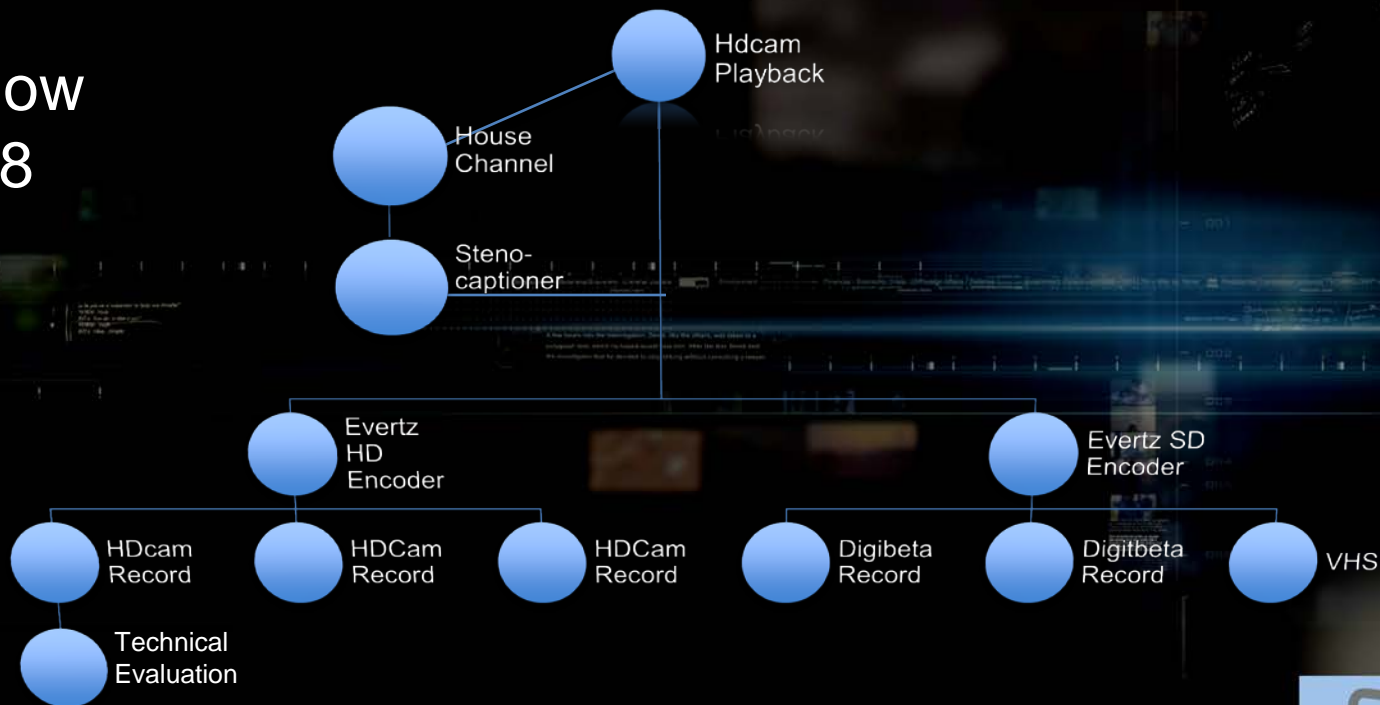 ow
8
Hdcam
Playback
House
Channel
Steno-
captioner
Evertz
HD
Encoder
Evertz SD
Encoder
HDcam
Record
HDCam
Record
HDCam
Record
Digibeta
Record
Digitbeta
Record
VHS
Technical
Evaluation